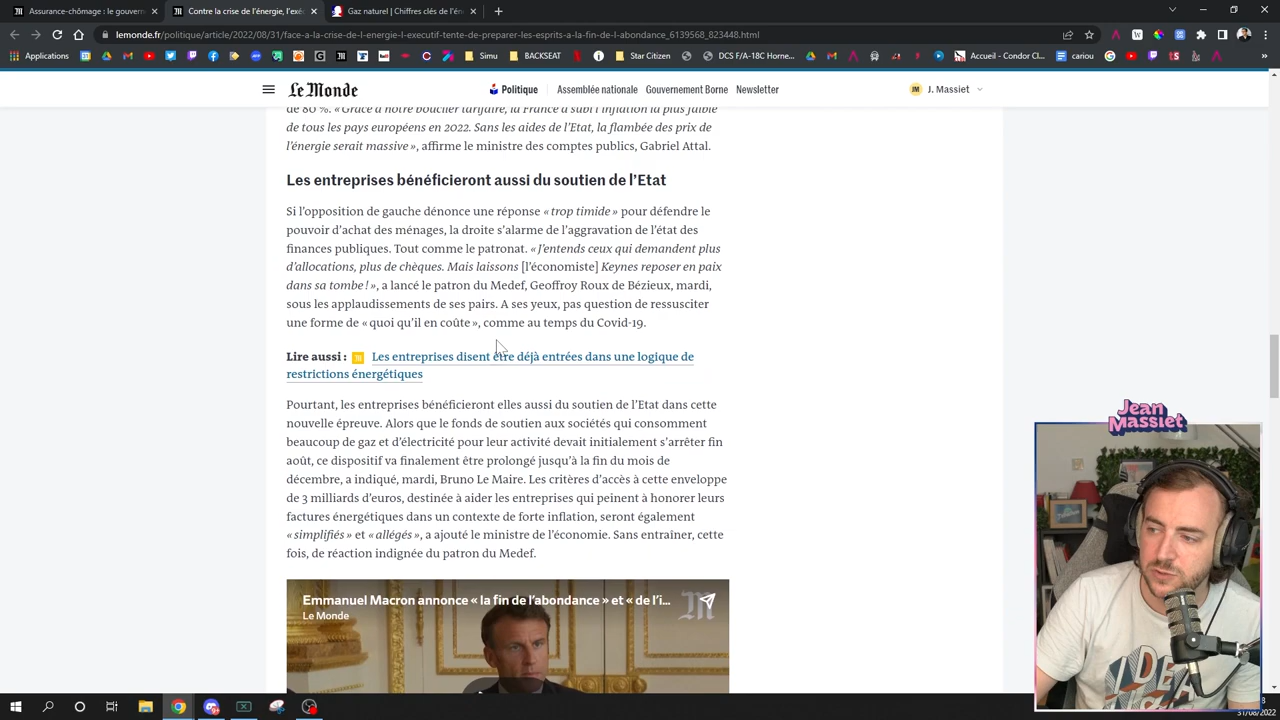 Assurance-chômage : le gouvern
Contre la crise de l'énergie, l'exé
Gaz naturel | Chiffres clés de l'én
lemonde.fr/politique/article/2022/08/31/face-a-la-crise-de-l-energie-l-executif-tente-de-preparer-les-esprits-a-la-fin-de-l-abondance_6139568_823448.html
Applications
Simu
BACKSEAT
Star Citizen
DCS F/A-18C Horne...
Accueil - Condor Cl...
cariou
Le Monde
Politique
Assemblée nationale
Gouvernement Borne
Newsletter
JM
J. Massiet
de 80 %. « Grâce à notre bouclier tarifaire, la France a subi l'inflation la plus faible
de tous les pays européens en 2022. Sans les aides de l'Etat, la flambée des prix de
l'énergie serait massive », affirme le ministre des comptes publics, Gabriel Attal.
Les entreprises bénéficieront aussi du soutien de l'Etat
Si l'opposition de gauche dénonce une réponse « trop timide » pour défendre le
pouvoir d'achat des ménages, la droite s'alarme de l'aggravation de l'état des
finances publiques. Tout comme le patronat. « J'entends ceux qui demandent plus
d'allocations, plus de chèques. Mais laissons [l'économiste] Keynes reposer en paix
dans sa tombe ! », a lancé le patron du Medef, Geoffroy Roux de Bézieux, mardi,
sous les applaudissements de ses pairs. A ses yeux, pas question de ressusciter
une forme de « quoi qu'il en coûte », comme au temps du Covid-19.
Lire aussi : Les entreprises disent être déjà entrées dans une logique de
restrictions énergétiques
Pourtant, les entreprises bénéficieront elles aussi du soutien de l'Etat dans cette
nouvelle épreuve. Alors que le fonds de soutien aux sociétés qui consomment
beaucoup de gaz et d'électricité pour leur activité devait initialement s'arrêter fin
août, ce dispositif va finalement être prolongé jusqu'à la fin du mois de
décembre, a indiqué, mardi, Bruno Le Maire. Les critères d'accès à cette enveloppe
de 3 milliards d'euros, destinée à aider les entreprises qui peinent à honorer leurs
factures énergétiques dans un contexte de forte inflation, seront également
« simplifiés » et « allégés », a ajouté le ministre de l'économie. Sans entraîner, cette
fois, de réaction indignée du patron du Medef.
Emmanuel Macron annonce « la fin de l'abondance » et « de l'i...
Le Monde
Jean
Massiet
31/08/2022